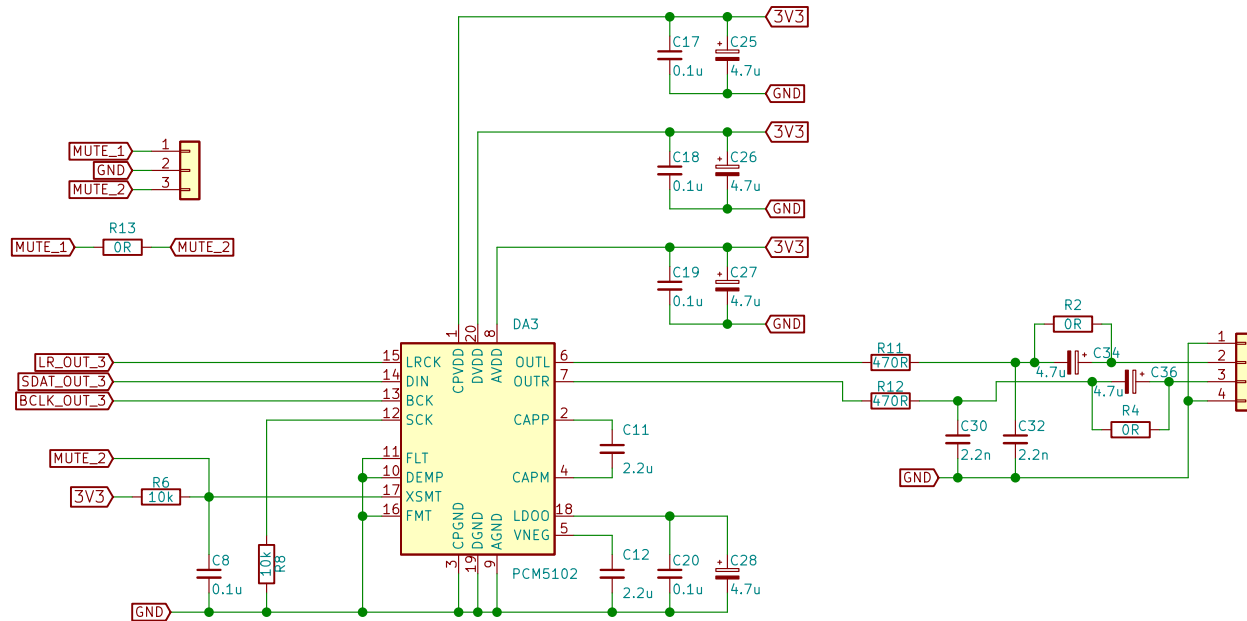 3V3
C17
0.1u
+
C25
4.7u
GND
3V3
C18
0.1u
+
C26
4.7u
GND
MUTE_1
1
GND
2
MUTE_2
3
R13
MUTE_1
0R
MUTE_2
3V3
C19
0.1u
+
C27
4.7u
GND
DA3
1
20
8
CPVDD
DVDD
AVDD
LR_OUT_3
15
LRCK
SDAT_OUT_3
14
DIN
BCLK_OUT_3
13
BCK
12
SCK
11
FLT
10
DEMP
17
XSMT
16
FMT
OUTL
6
OUTR
7
CAPP
2
CAPM
4
LDOO
18
VNEG
5
CPGND
DGND
AGND
3
19
9
PCM5102
MUTE_2
3V3
R6
10k
C8
0.1u
10k
R8
GND
C11
2.2u
C12
2.2u
C20
0.1u
+
C28
4.7u
R11
470R
R12
470R
R2
0R
+
C34
4.7u
+
C36
4.7u
R4
0R
C30
2.2n
C32
2.2n
GND
1
2
3
4